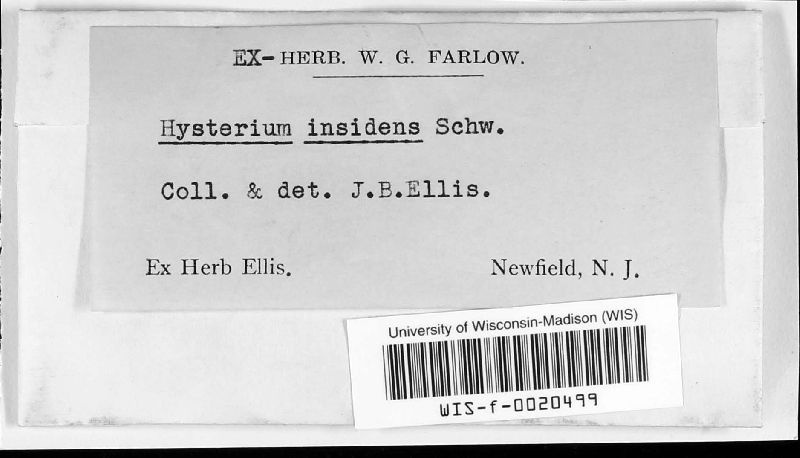 EX-HERB. W. G. FARLOW.
Hysterium insidens Schw.
Coll. & det. J.B.Ellis.
Ex Herb Ellis. Newfield, N. J.
University of Wisconsin-Madison (WIS)
WIS-f-0020499